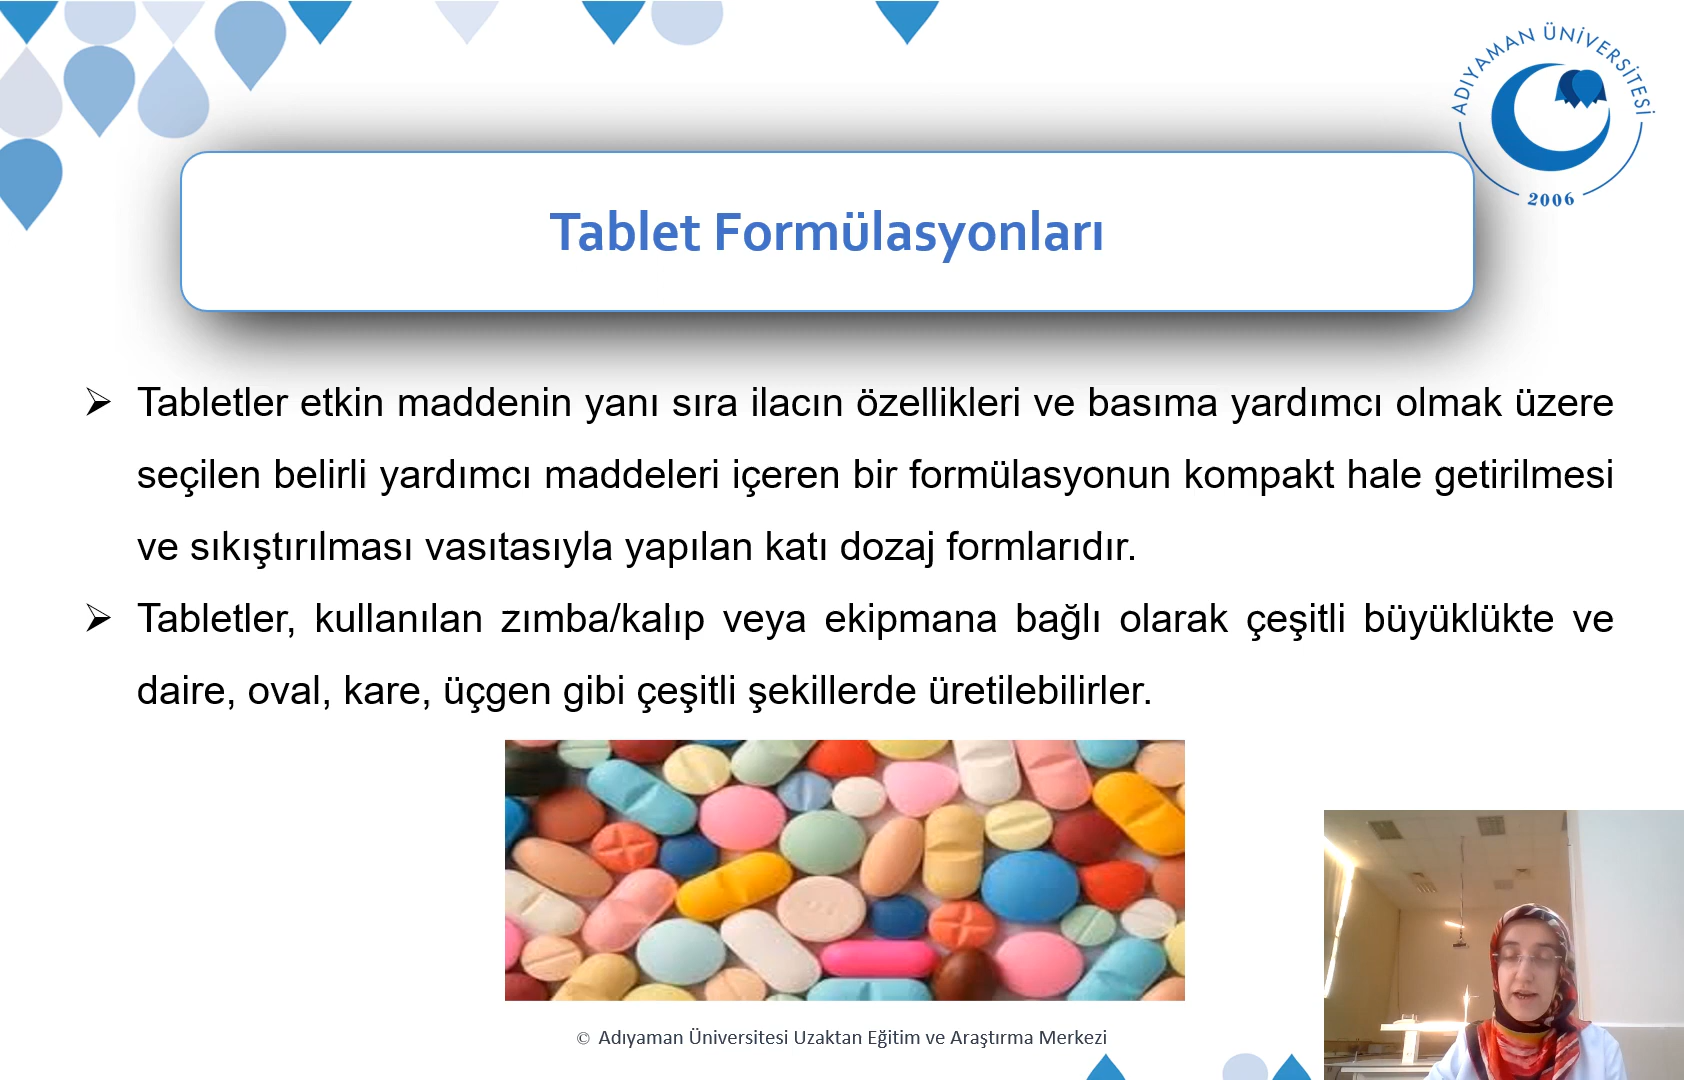 ADIYAMAN ÜNİVERSİTESİ
2006
Tablet Formülasyonları
➢ Tabletler etkin maddenin yanı sıra ilacın özellikleri ve basıma yardımcı olmak üzere
seçilen belirli yardımcı maddeleri içeren bir formülasyonun kompakt hale getirilmesi
ve sıkıştırılması vasıtasıyla yapılan katı dozaj formlarıdır.
➢ Tabletler, kullanılan zımba/kalıp veya ekipmana bağlı olarak çeşitli büyüklükte ve
daire, oval, kare, üçgen gibi çeşitli şekillerde üretilebilirler.
© Adıyaman Üniversitesi Uzaktan Eğitim ve Araştırma Merkezi